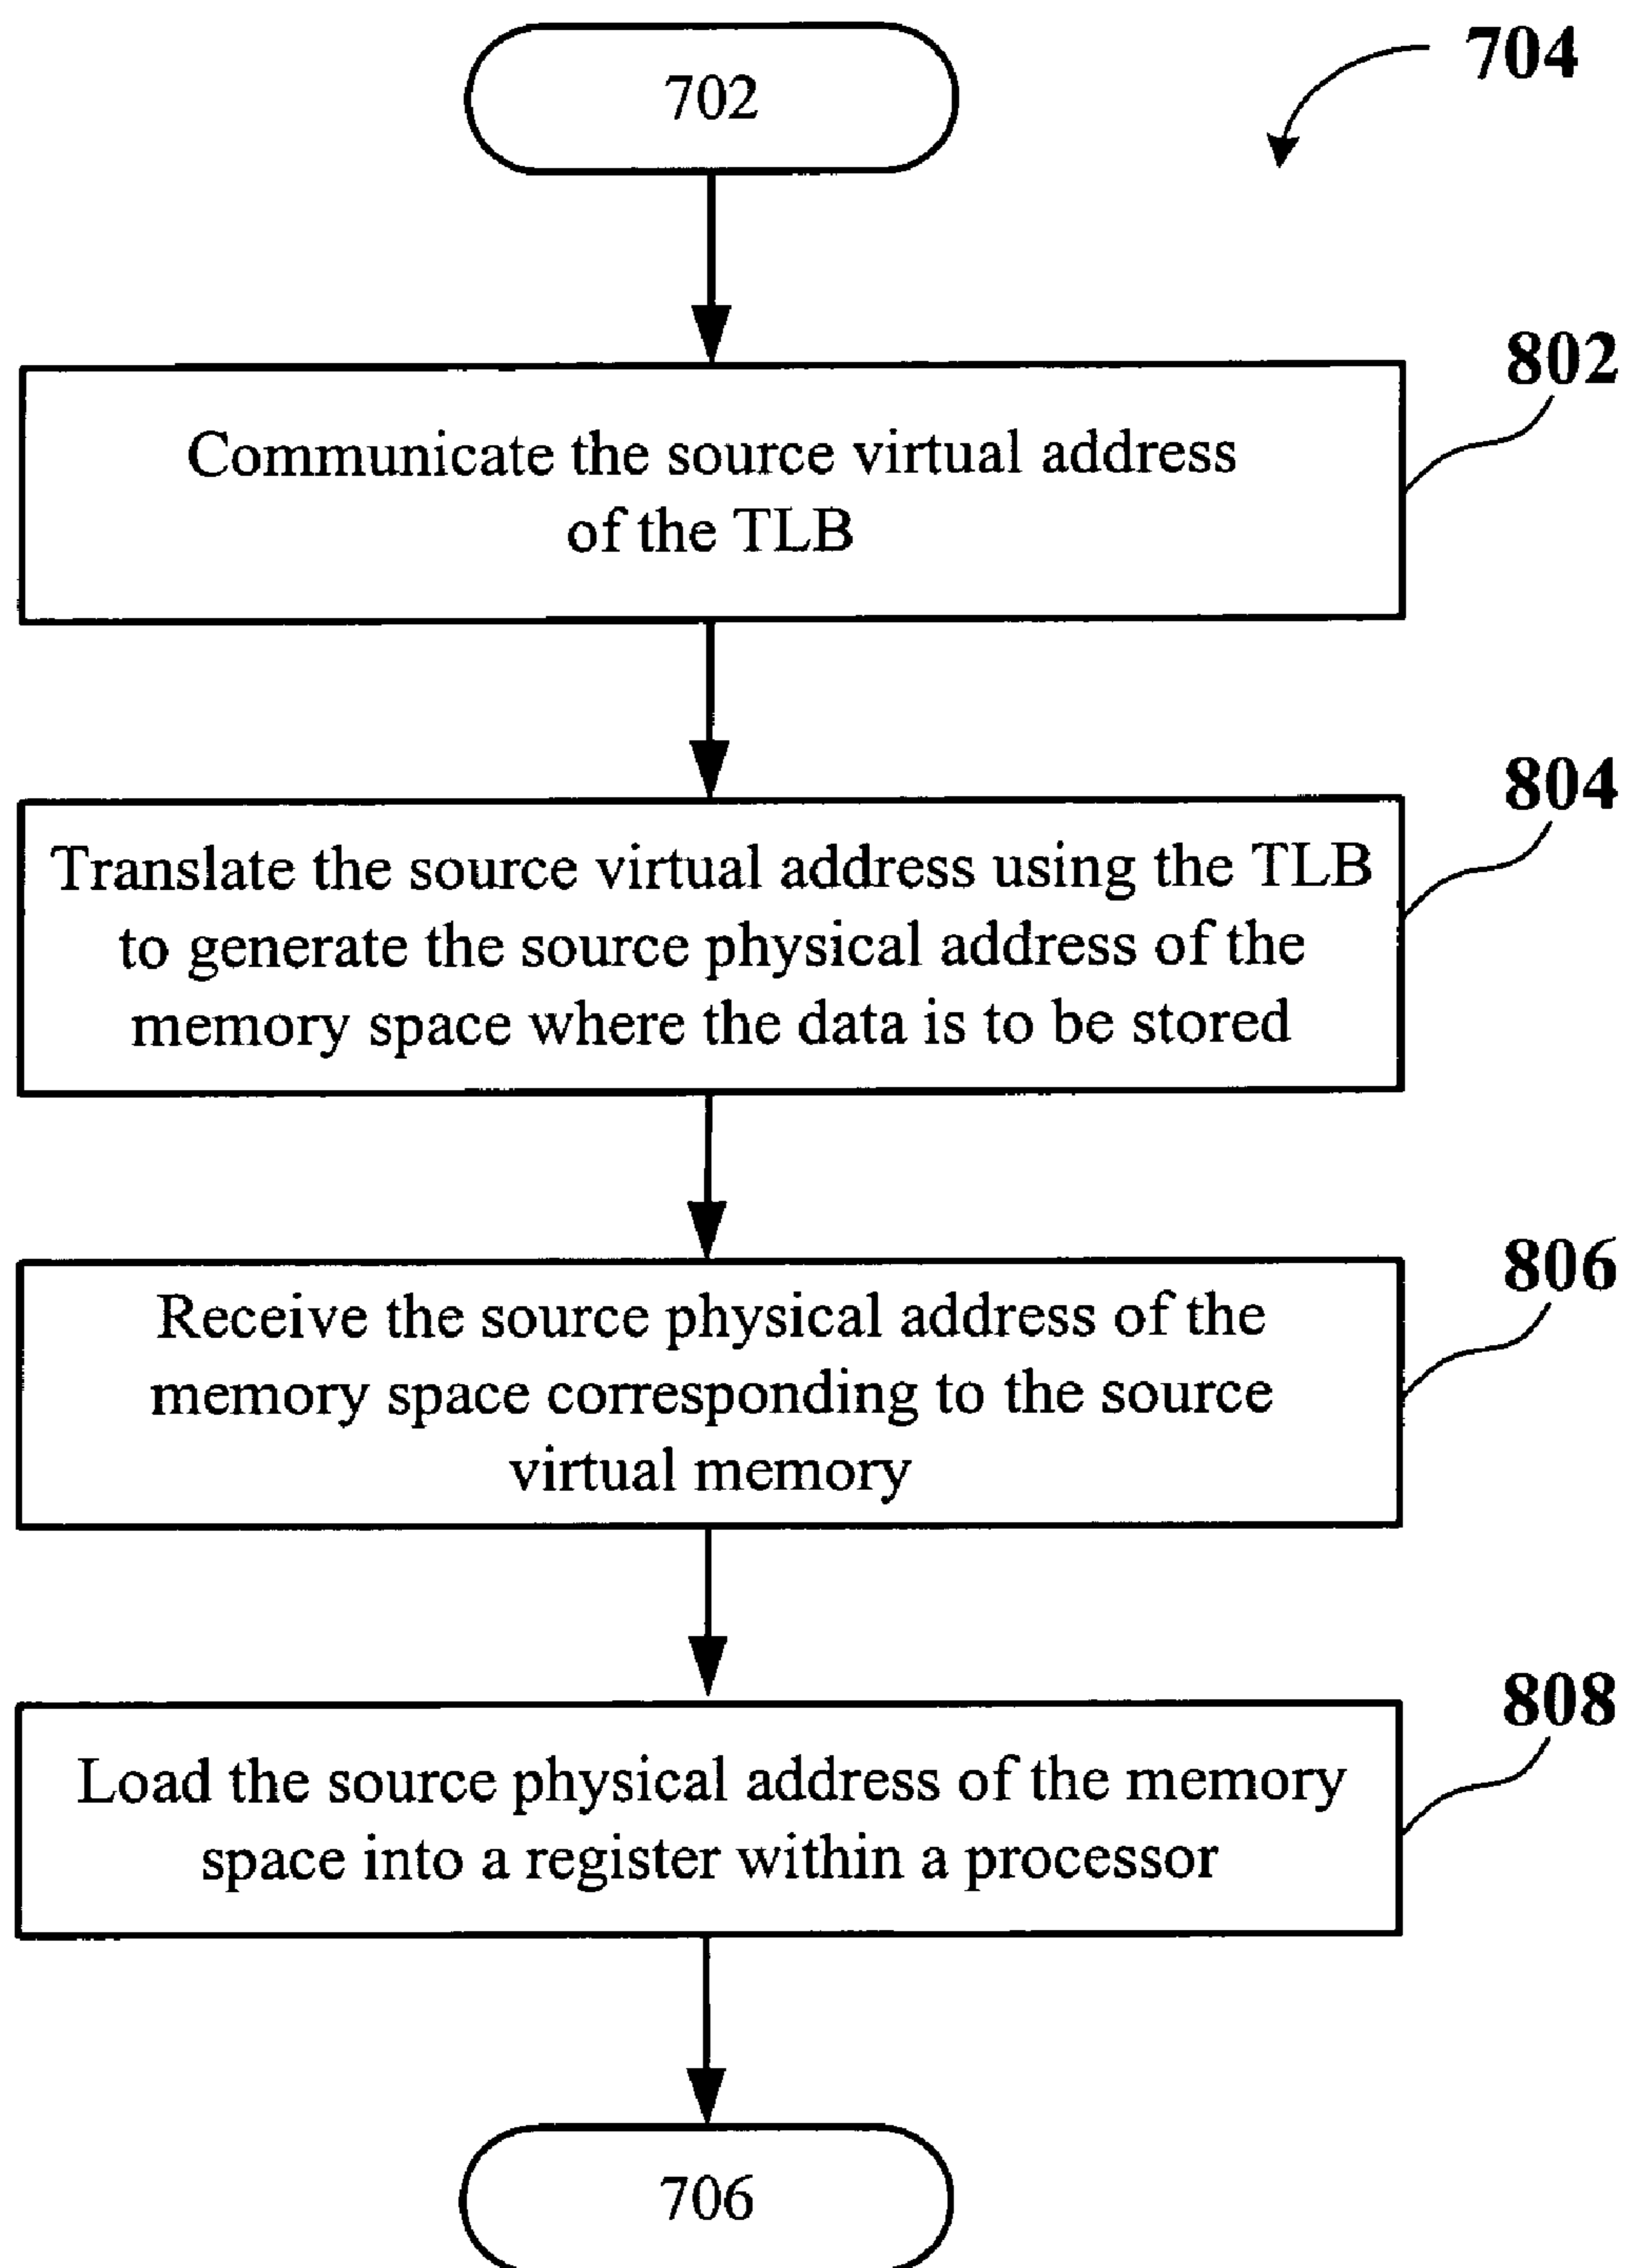 702
704
802
Communicate the source virtual address
of the TLB
804
Translate the source virtual address using the TLB
to generate the source physical address of the
memory space where the data is to be stored
806
Receive the source physical address of the
memory space corresponding to the source
virtual memory
808
Load the source physical address of the memory
space into a register within a processor
706